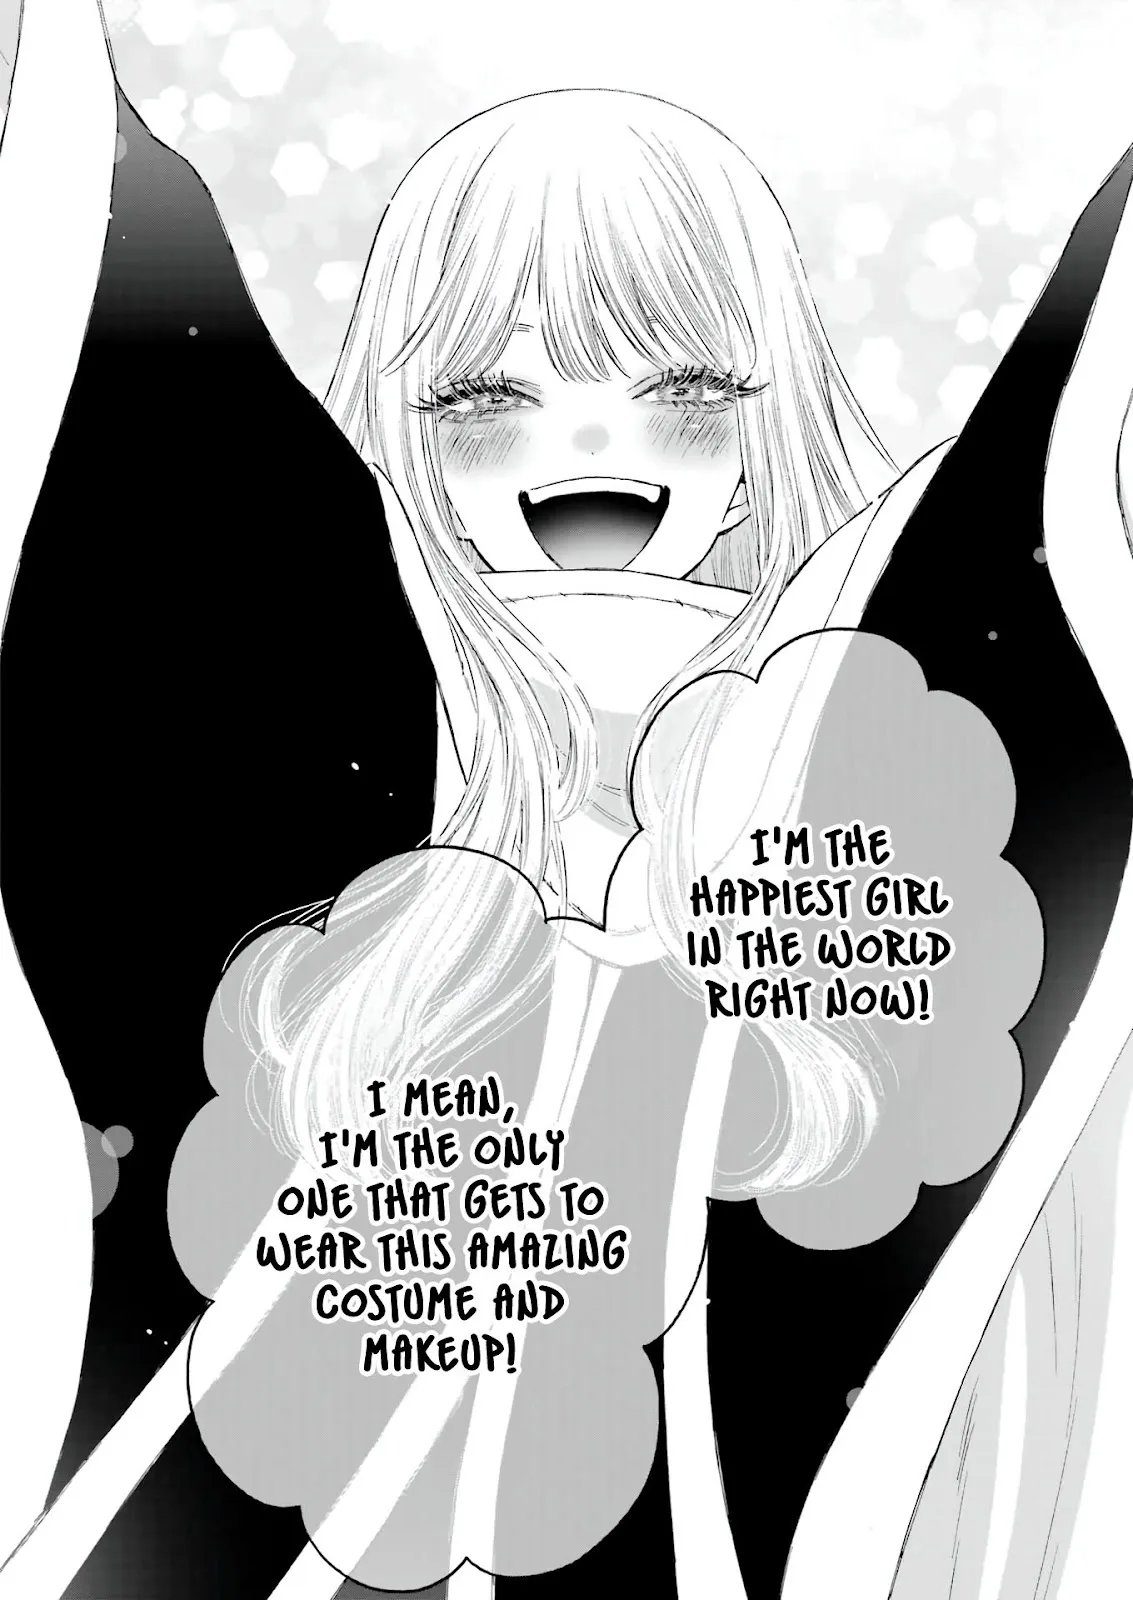 I'M THE
HAPPIEST GIRL
IN THE WORLD
RIGHT NOW!
I MEAN,
I'M THE ONLY
ONE THAT GETS TO
WEAR THIS AMAZING
COSTUME AND
MAKEUP!